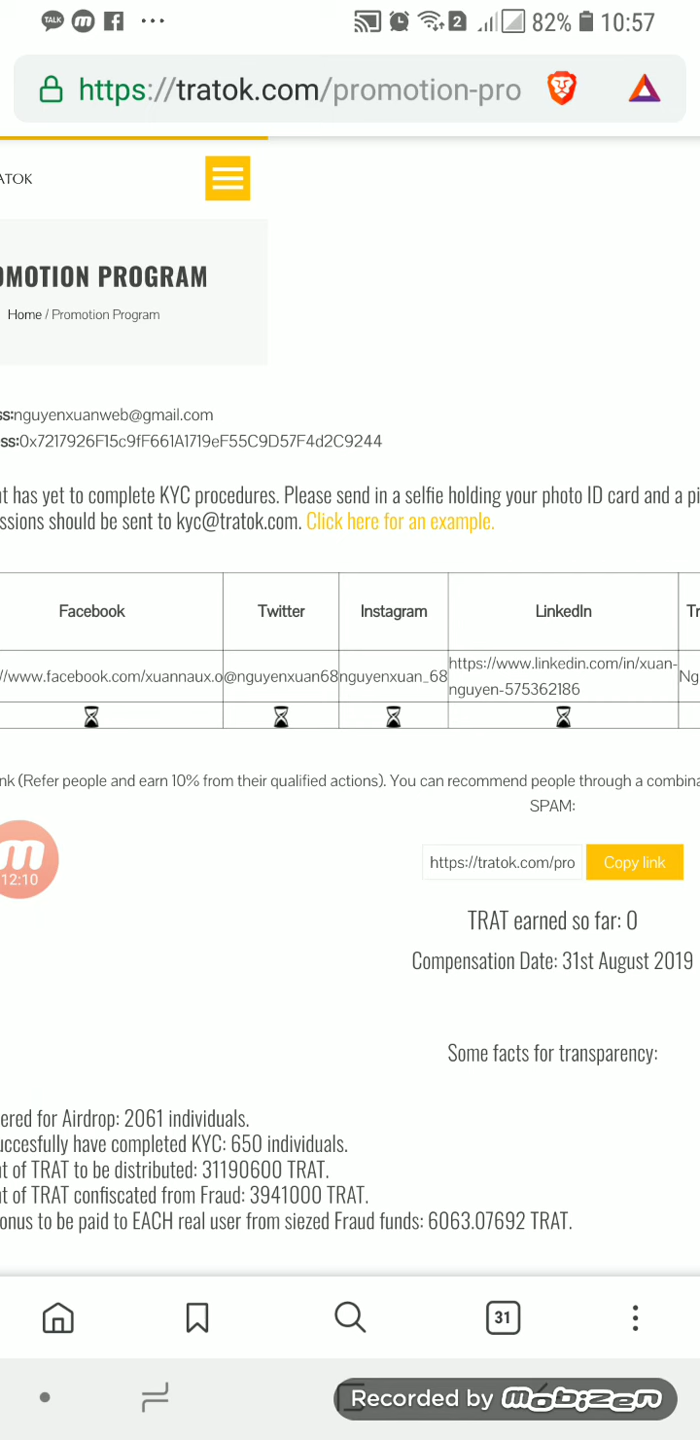 TALK
2 82% 10:57
https://tratok.com/promotion-pro
ATOK
OMOTION PROGRAM
Home / Promotion Program
ss:nguyenxuanweb@gmail.com
ss:0x7217926F15c9fF661A1719eF55C9D57F4d2C9244
t has yet to complete KYC procedures. Please send in a selfie holding your photo ID card and a pi
ssions should be sent to kyc@tratok.com. Click here for an example.
Facebook Twitter Instagram LinkedIn Tr
//www.facebook.com/xuannaux.o @nguyenxuan68 nguyenxuan_68 https://www.linkedin.com/in/xuan- Ng
nguyen-575362186
nk (Refer people and earn 10% from their qualified actions). You can recommend people through a combina
SPAM:
m
12:10
https://tratok.com/pro Copy link
TRAT earned so far: 0
Compensation Date: 31st August 2019
Some facts for transparency:
ered for Airdrop: 2061 individuals.
uccesfully have completed KYC: 650 individuals.
t of TRAT to be distributed: 31190600 TRAT.
t of TRAT confiscated from Fraud: 3941000 TRAT.
onus to be paid to EACH real user from siezed Fraud funds: 6063.07692 TRAT.
31
Recorded by mobizen